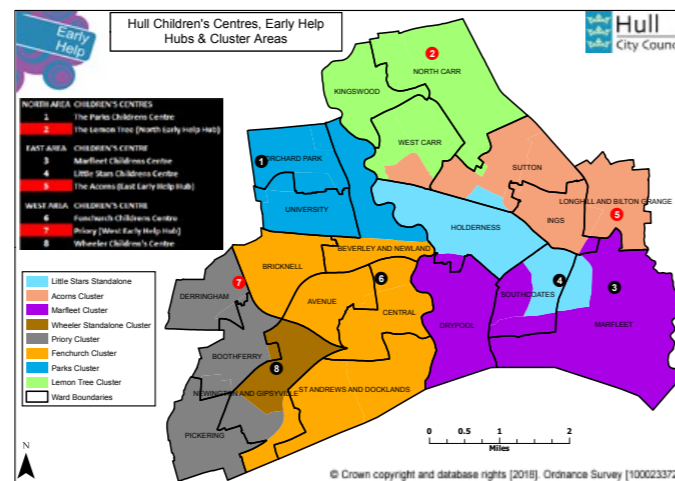 Early
Help
Hull Children's Centres, Early Help
Hubs & Cluster Areas
Hull
City Counc
NORTH AREA CHILDREN'S CENTRES
1 The Parks Childrens Centre
2 The Lemon Tree (North Early Help Hub)
EAST AREA CHILDREN'S CENTRE
3 Marfleet Childrens Centre
4 Little Stars Childrens Centre
5 The Acorns (East Early Help Hub)
WEST AREA CHILDREN'S CENTRE
6 Fenchurch Childrens Centre
7 Priory (West Early Help Hub)
8 Wheeler Children's Centre
Little Stars Standalone
Acorns Cluster
Marfleet Cluster
Wheeler Standalone Cluster
Priory Cluster
Fenchurch Cluster
Parks Cluster
Lemon Tree Cluster
Ward Boundaries
2
NORTH CARR
KINGSWOOD
WEST CARR
1
ORCHARD PARK
SUTTON
LONGHILL AND BILTON GRANGE
UNIVERSITY
5
INGS
HOLDERNESS
BEVERLEY AND NEWLAND
BRICKNELL
7
6
DERRINGHAM
4
3
AVENUE
SOUTHCOATES
CENTRAL
DRYPOOL
MARFLEET
BOOTHFERRY
8
NEWINGTON AND GIPSYVILLE
ST ANDREWS AND DOCKLANDS
PICKERING
0 0.5 1 2
Miles
N
© Crown copyright and database rights [2018]. Ordnance Survey [100023372